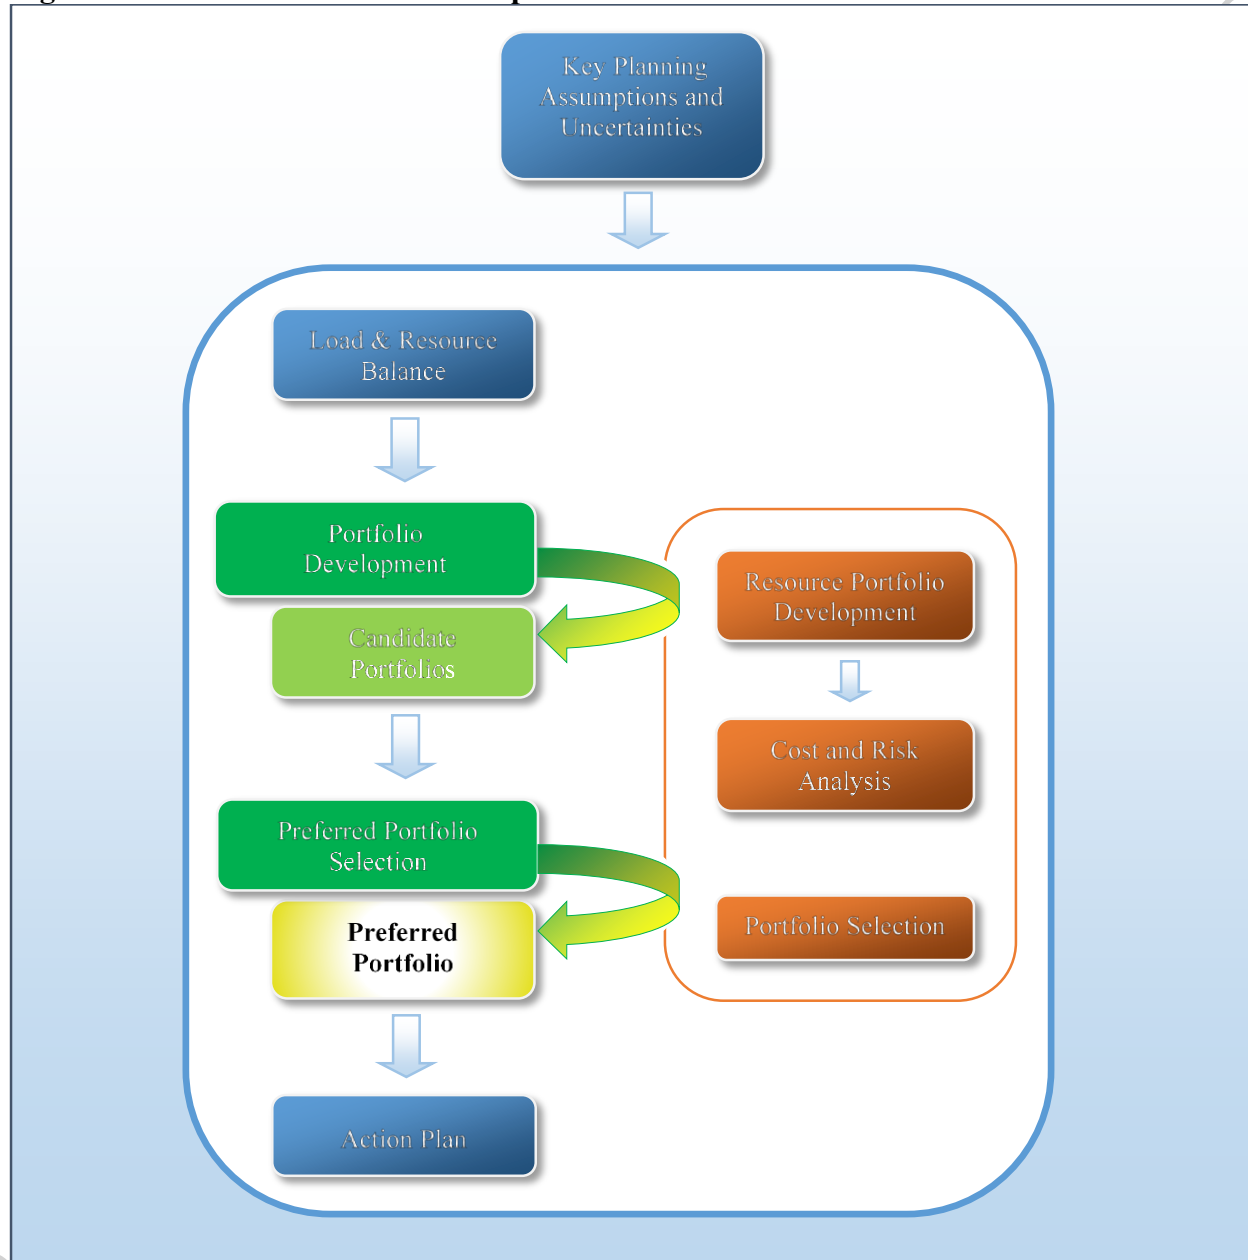 Key Planning
Assumptions and
Uncertainties
Load & Resource
Balance
Portfolio
Development
Candidate
Portfolios
Preferred Portfolio
Selection
Preferred
Portfolio
Action Plan
Resource Portfolio
Development
Cost and Risk
Analysis
Portfolio Selection